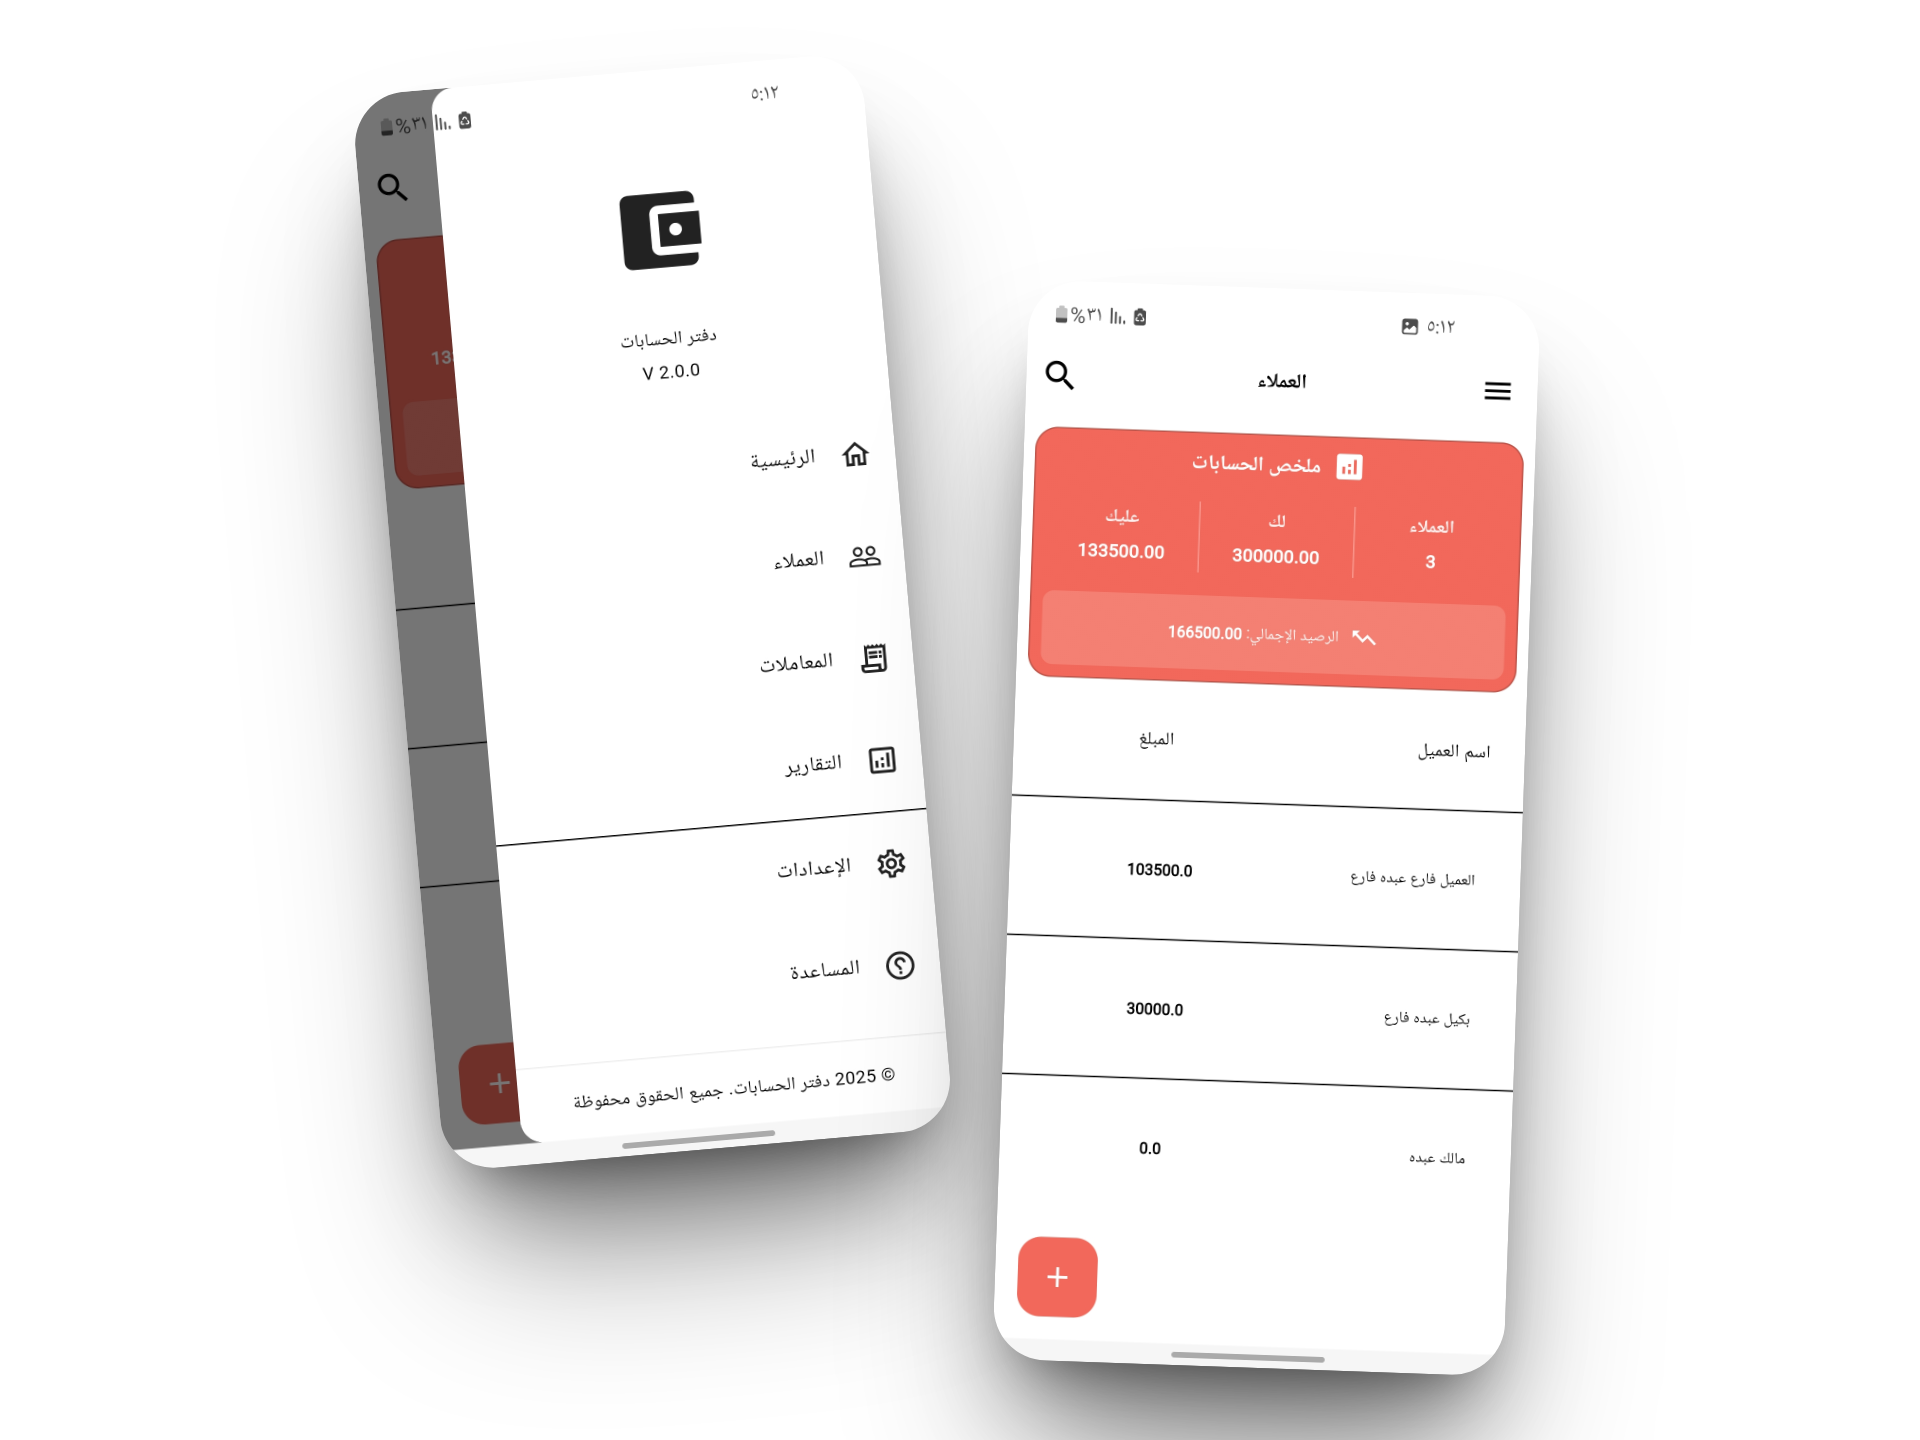 ٥:١٢
%٣١
13
دفتر الحسابات
V 2.0.0
الرئيسية
العملاء
المعاملات
التقارير
الإعدادات
المساعدة
© 2025 دفتر الحسابات. جميع الحقوق محفوظة
٥:١٢
%٣١
العملاء
ملخص الحسابات
العملاء لك عليك
3 300000.00 133500.00
الرصيد الإجمالي: 166500.00
اسم العميل المبلغ
العميل فارع عبده فارع 103500.0
بكيل عبده فارع 30000.0
مالك عبده 0.0